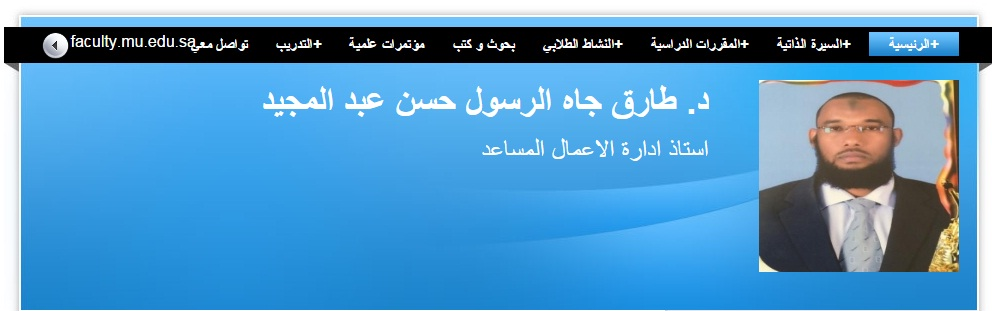 +الرئيسية +السيرة الذاتية +المقررات الدراسية +النشاط الطلابي بحوث و كتب مؤتمرات علمية +التدريب تواصل معي faculty.mu.edu.sa
د. طارق جاه الرسول حسن عبد المجيد
استاذ ادارة الاعمال المساعد